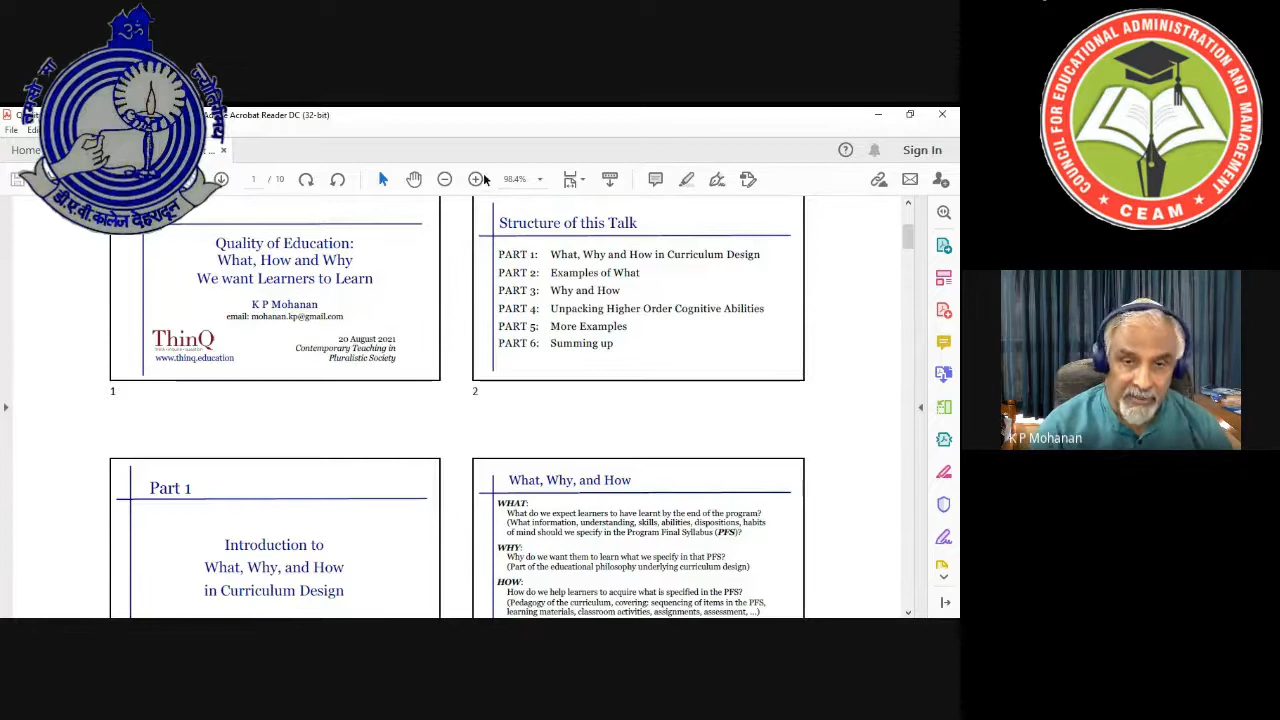 तमसो मा
ज्योतिर्गमय
ॐ
डी.ए.वी.कालेज देहरादून
Acrobat Reader DC (32-bit)
File
Home
1 / 10
98.4%
Sign In
Quality of Education:
What, How and Why
We want Learners to Learn
K P Mohanan
email: mohanan.kp@gmail.com
ThinQ
www.thinq.education
20 August 2021
Contemporary Teaching in
Pluralistic Society
1
Structure of this Talk
PART 1: What, Why and How in Curriculum Design
PART 2: Examples of What
PART 3: Why and How
PART 4: Unpacking Higher Order Cognitive Abilities
PART 5: More Examples
PART 6: Summing up
2
Part 1
Introduction to
What, Why, and How
in Curriculum Design
What, Why, and How
WHAT:
What do we expect learners to have learnt by the end of the program?
(What information, understanding, skills, abilities, dispositions, habits
of mind should we specify in the Program Final Syllabus (PFS)?
WHY:
Why do we want them to learn what we specify in that PFS?
(Part of the educational philosophy underlying curriculum design)
HOW:
How do we help learners to acquire what is specified in the PFS?
(Pedagogy of the curriculum, covering: sequencing of items in the PFS,
learning materials, classroom activities, assignments, assessment, ...)
COUNCIL FOR EDUCATIONAL ADMINISTRATION AND MANAGEMENT
CEAM
K P Mohanan